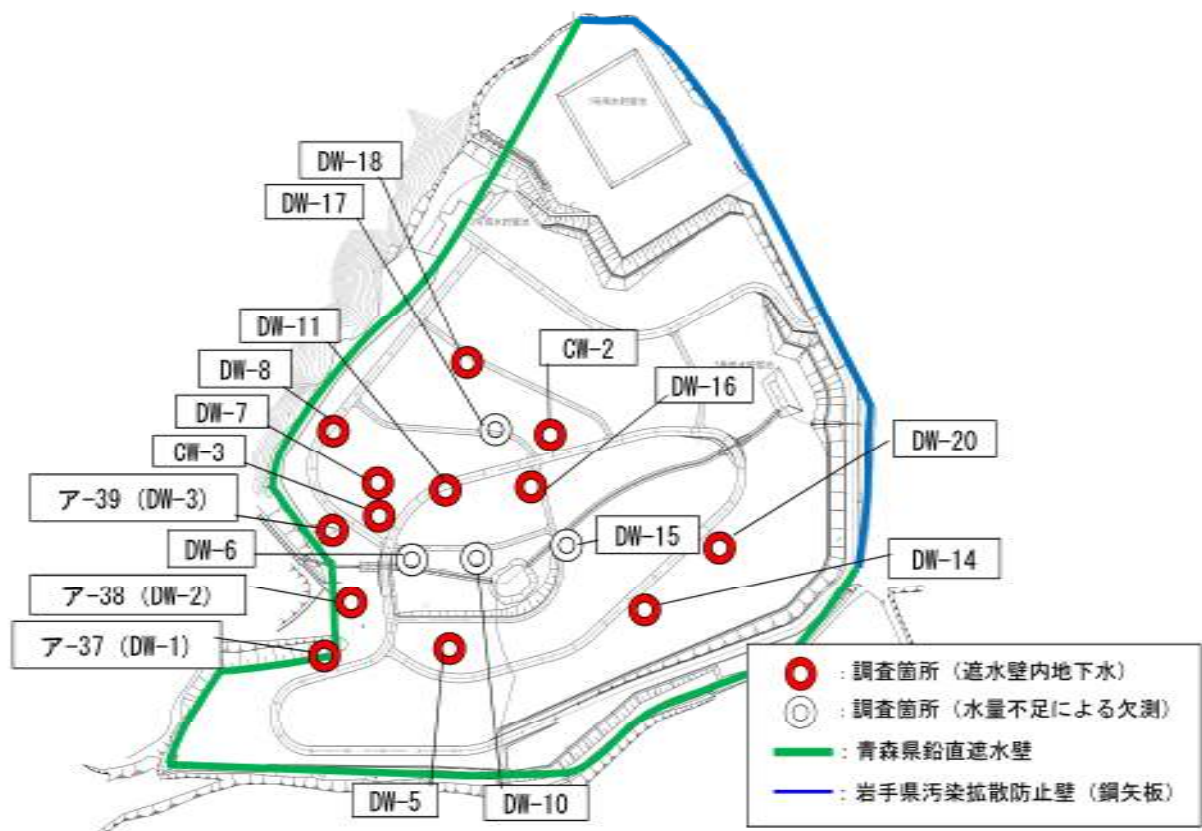 DW-18
DW-17
DW-11
CW-2
DW-8
DW-16
DW-7
DW-20
CW-3
ア-39 (DW-3)
DW-6
DW-15
DW-14
ア-38 (DW-2)
ア-37 (DW-1)
DW-5
DW-10
：調査箇所（遮水壁内地下水）
：調査箇所（水量不足による欠測）
：青森県鉛直遮水壁
：岩手県汚染拡散防止壁（鋼矢板）